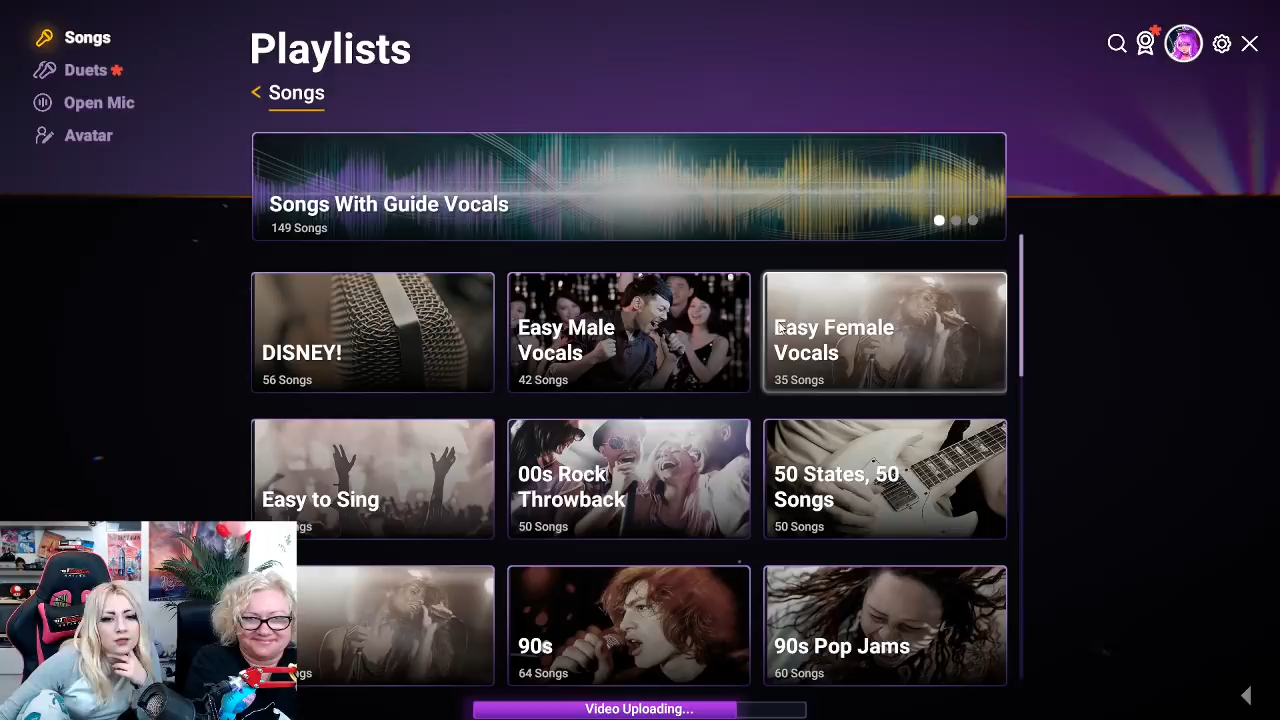 Songs
Duets
Open Mic
Avatar
Playlists
< Songs
Songs With Guide Vocals
149 Songs
DISNEY!
56 Songs
Easy Male
Vocals
42 Songs
Easy Female
Vocals
35 Songs
Easy to Sing
00s Rock
Throwback
50 Songs
50 States, 50
Songs
50 Songs
90s
64 Songs
90s Pop Jams
60 Songs
Video Uploading...